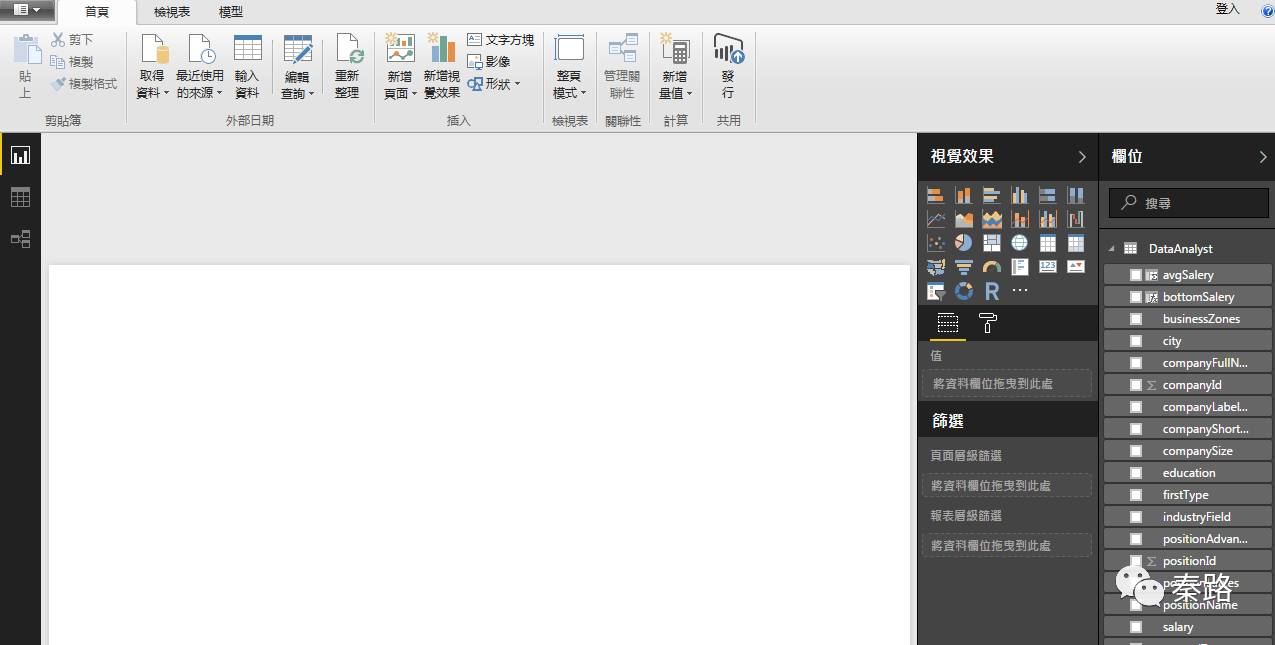 首頁
檢視表
模型
登入
貼上
剪下
複製
複製格式
剪貼簿
取得資料
最近使用的來源
輸入資料
編輯查詢
重新整理
外部日期
新增頁面
新增視覺效果
文字方塊
影像
形狀
插入
整頁模式
檢視表
管理關聯性
關聯性
新增量值
計算
發行
共用
視覺效果
R
123
值
將資料欄位拖曳到此處
篩選
頁面層級篩選
將資料欄位拖曳到此處
報表層級篩選
將資料欄位拖曳到此處
欄位
搜尋
DataAnalyst
avgSalery
bottomSalery
businessZones
city
companyFullN...
Σ companyId
companyLabel...
companyShort...
companySize
education
firstType
industryField
positionAdvan...
Σ positionId
秦路
positionName
salary